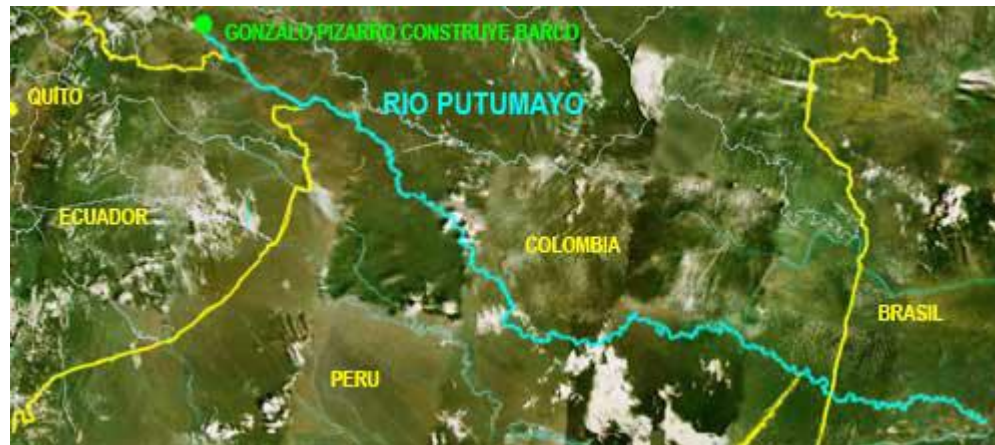 GONZALO PIZARRO CONSTRUYE BARCO
QUITO
RIO PUTUMAYO
ECUADOR
COLOMBIA
BRASIL
PERU